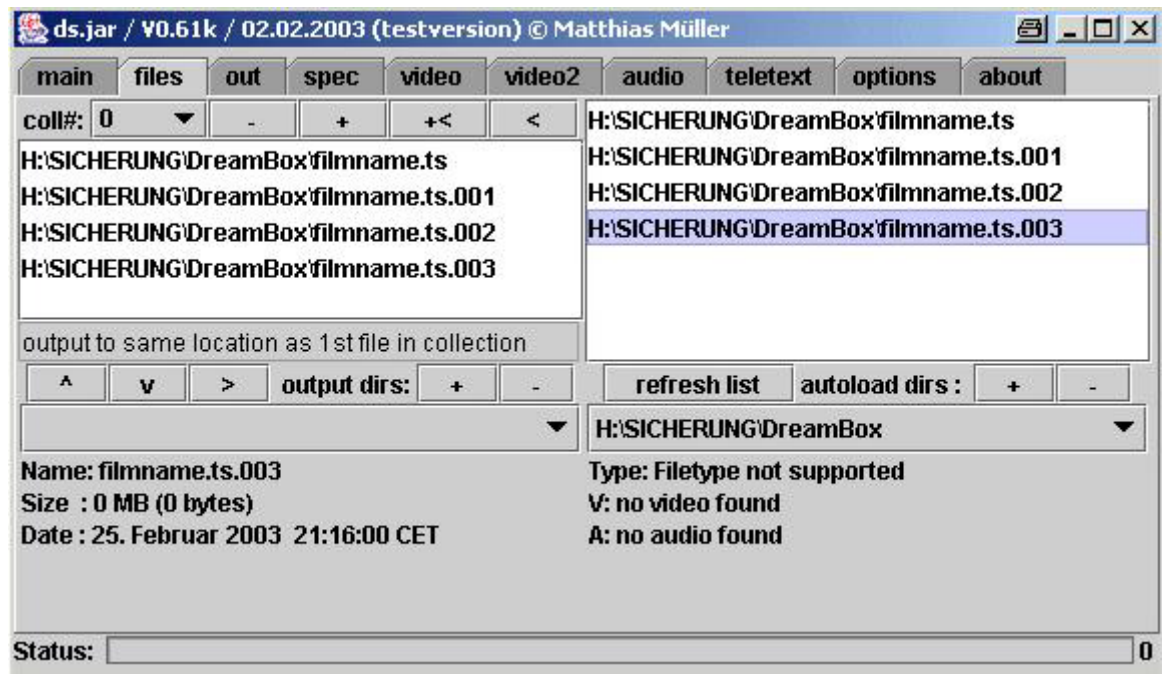 ds.jar / V0.61k / 02.02.2003 (testversion) © Matthias Müller
main files out spec video video2 audio teletext options about
coll#: 0 - + +< <
H:\SICHERUNG\DreamBox\filmname.ts
H:\SICHERUNG\DreamBox\filmname.ts.001
H:\SICHERUNG\DreamBox\filmname.ts.002
H:\SICHERUNG\DreamBox\filmname.ts.003
output to same location as 1st file in collection
^ v > output dirs: + -
H:\SICHERUNG\DreamBox\filmname.ts
H:\SICHERUNG\DreamBox\filmname.ts.001
H:\SICHERUNG\DreamBox\filmname.ts.002
H:\SICHERUNG\DreamBox\filmname.ts.003
refresh list autoload dirs : + -
H:\SICHERUNG\DreamBox
Name: filmname.ts.003
Size : 0 MB (0 bytes)
Date : 25. Februar 2003 21:16:00 CET
Type: Filetype not supported
V: no video found
A: no audio found
Status: 0